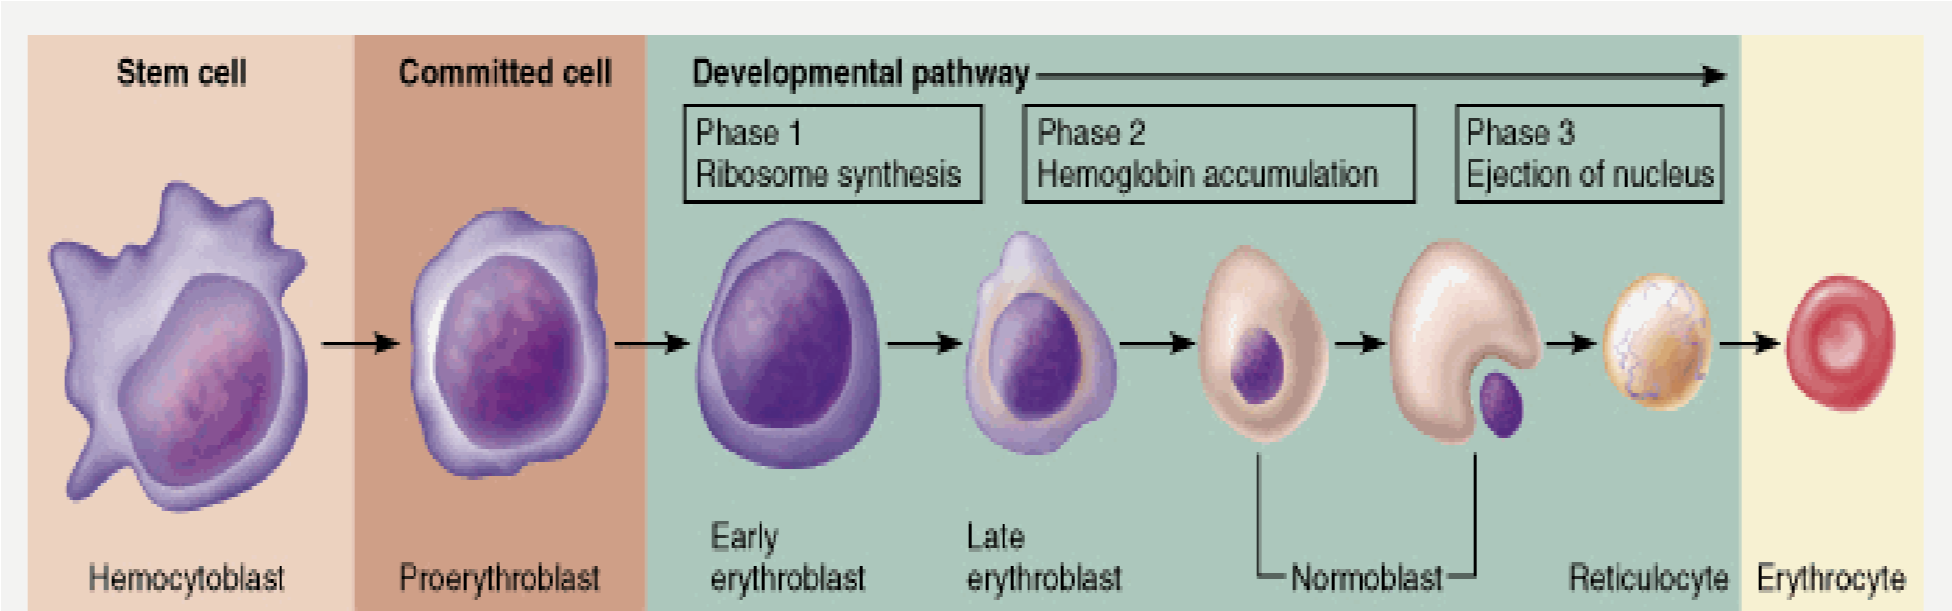 Stem cell
Committed cell
Developmental pathway
Phase 1
Ribosome synthesis
Phase 2
Hemoglobin accumulation
Phase 3
Ejection of nucleus
Hemocytoblast
Proerythroblast
Early
erythroblast
Late
erythroblast
Normoblast
Reticulocyte
Erythrocyte